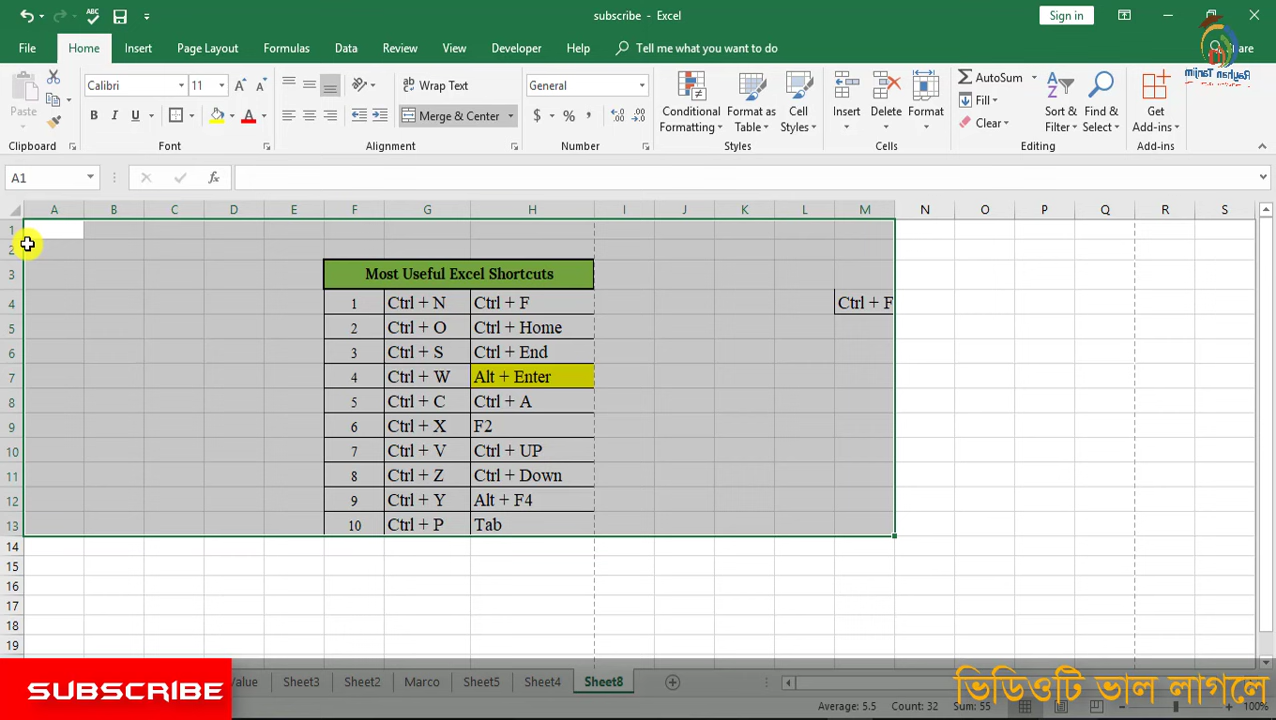 subscribe - Excel
Sign in
File Home Insert Page Layout Formulas Data Review View Developer Help Tell me what you want to do
Rayhan Tanjim
Paste
Calibri 11
Wrap Text
General
Merge & Center
Conditional Formatting
Format as Table
Cell Styles
Insert
Delete
Format
AutoSum
Fill
Clear
Sort & Filter
Find & Select
Get Add-ins
Clipboard Font Alignment Number Styles Cells Editing Add-ins
A1
A B C D E F G H I J K L M N O P Q R S
1
2
3 Most Useful Excel Shortcuts
4 1 Ctrl + N Ctrl + F Ctrl + F
5 2 Ctrl + O Ctrl + Home
6 3 Ctrl + S Ctrl + End
7 4 Ctrl + W Alt + Enter
8 5 Ctrl + C Ctrl + A
9 6 Ctrl + X F2
10 7 Ctrl + V Ctrl + UP
11 8 Ctrl + Z Ctrl + Down
12 9 Ctrl + Y Alt + F4
13 10 Ctrl + P Tab
14
15
16
17
18
19
SUBSCRIBE
Sheet3 Sheet2 Marco Sheet5 Sheet4 Sheet8
ভিডিওটি ভাল লাগলে
Average: 5.5 Count: 32 Sum: 55 100%